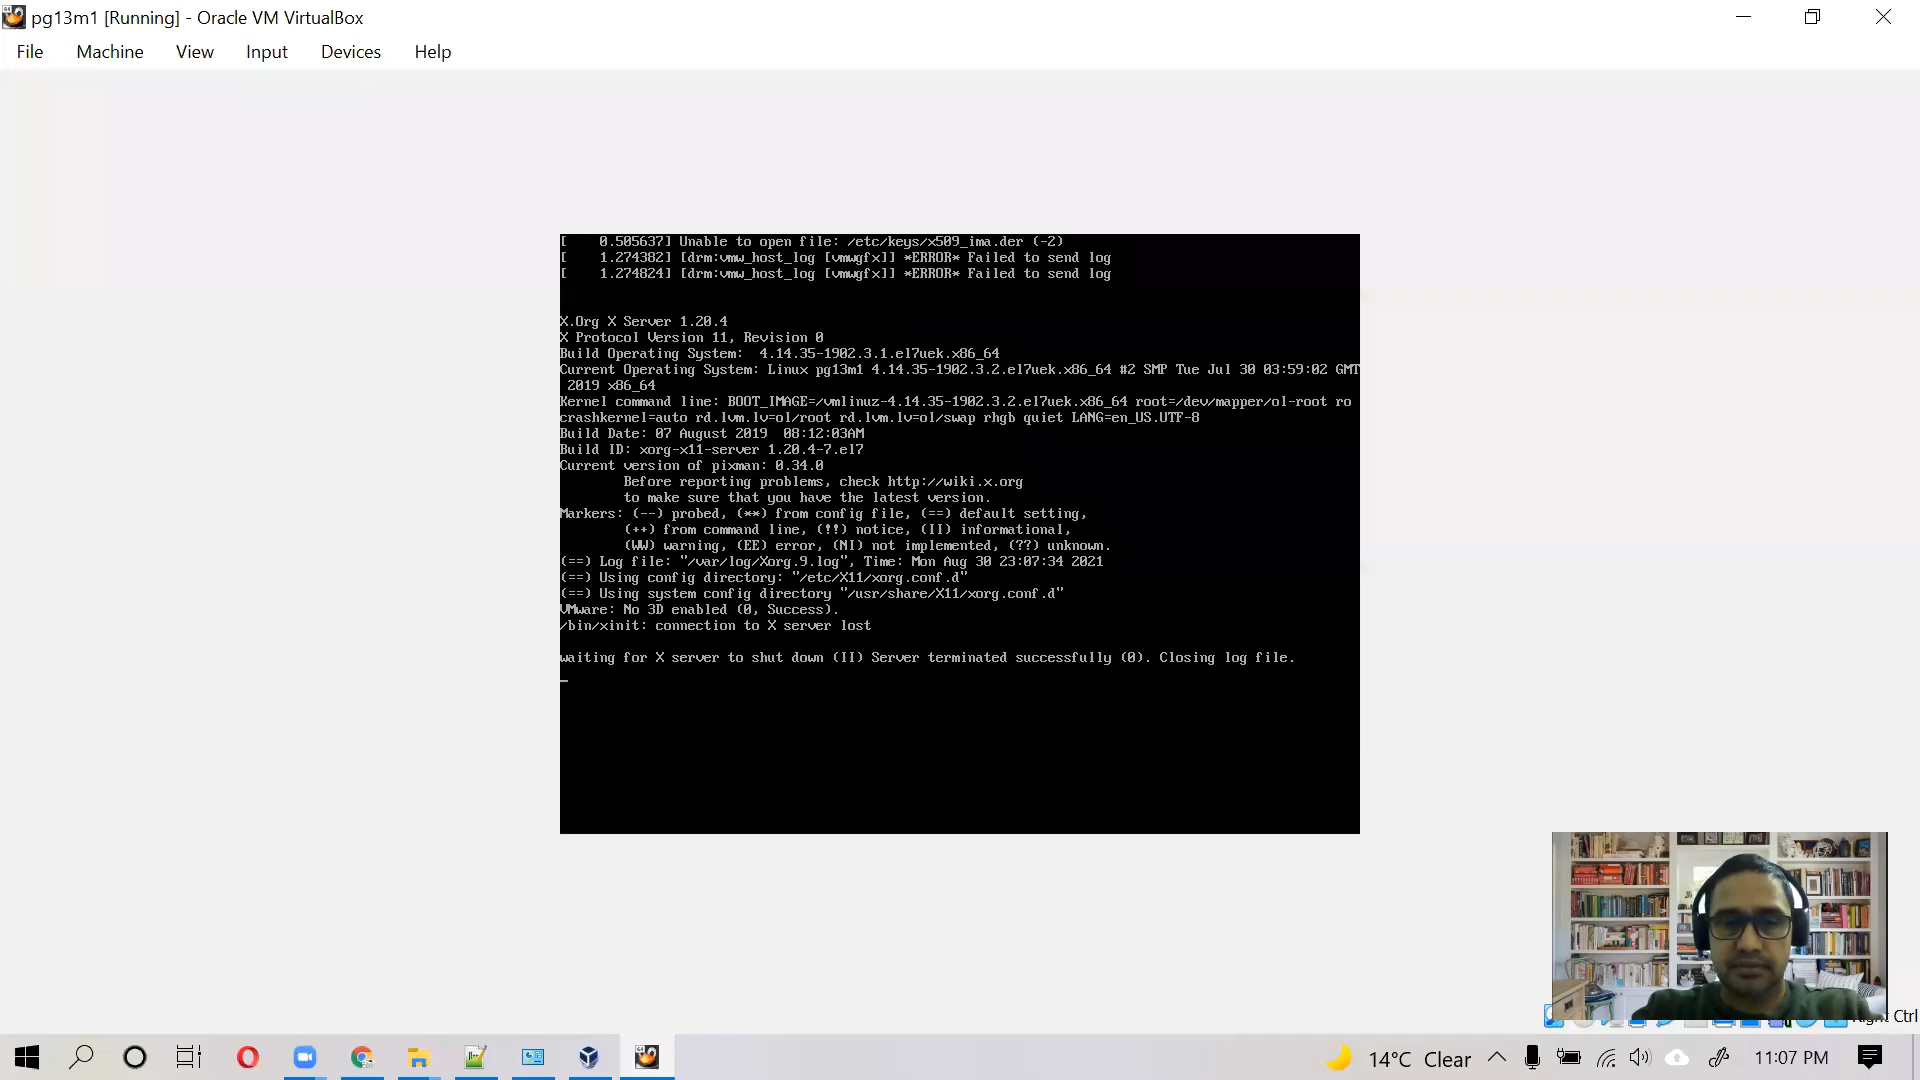 pg13m1 [Running] - Oracle VM VirtualBox
File Machine View Input Devices Help
[    0.505637] Unable to open file: /etc/keys/x509_ima.der (-2)
[    1.274382] [drm:vmw_host_log [vmwgfx]] *ERROR* Failed to send log
[    1.274824] [drm:vmw_host_log [vmwgfx]] *ERROR* Failed to send log
X.Org X Server 1.20.4
X Protocol Version 11, Revision 0
Build Operating System:  4.14.35-1902.3.1.el7uek.x86_64
Current Operating System: Linux pg13m1 4.14.35-1902.3.2.el7uek.x86_64 #2 SMP Tue Jul 30 03:59:02 GMT
 2019 x86_64
Kernel command line: BOOT_IMAGE=/vmlinuz-4.14.35-1902.3.2.el7uek.x86_64 root=/dev/mapper/ol-root ro
crashkernel=auto rd.lvm.lv=ol/root rd.lvm.lv=ol/swap rhgb quiet LANG=en_US.UTF-8
Build Date: 07 August 2019  08:12:03AM
Build ID: xorg-x11-server 1.20.4-7.el7
Current version of pixman: 0.34.0
        Before reporting problems, check http://wiki.x.org
        to make sure that you have the latest version.
Markers: (--) probed, (**) from config file, (==) default setting,
        (++) from command line, (!!) notice, (II) informational,
        (WW) warning, (EE) error, (NI) not implemented, (??) unknown.
(==) Log file: "/var/log/Xorg.9.log", Time: Mon Aug 30 23:07:34 2021
(==) Using config directory: "/etc/X11/xorg.conf.d"
(==) Using system config directory "/usr/share/X11/xorg.conf.d"
VMware: No 3D enabled (0, Success).
/bin/xinit: connection to X server lost
waiting for X server to shut down (II) Server terminated successfully (0). Closing log file.
Right Ctrl
14°C Clear 11:07 PM